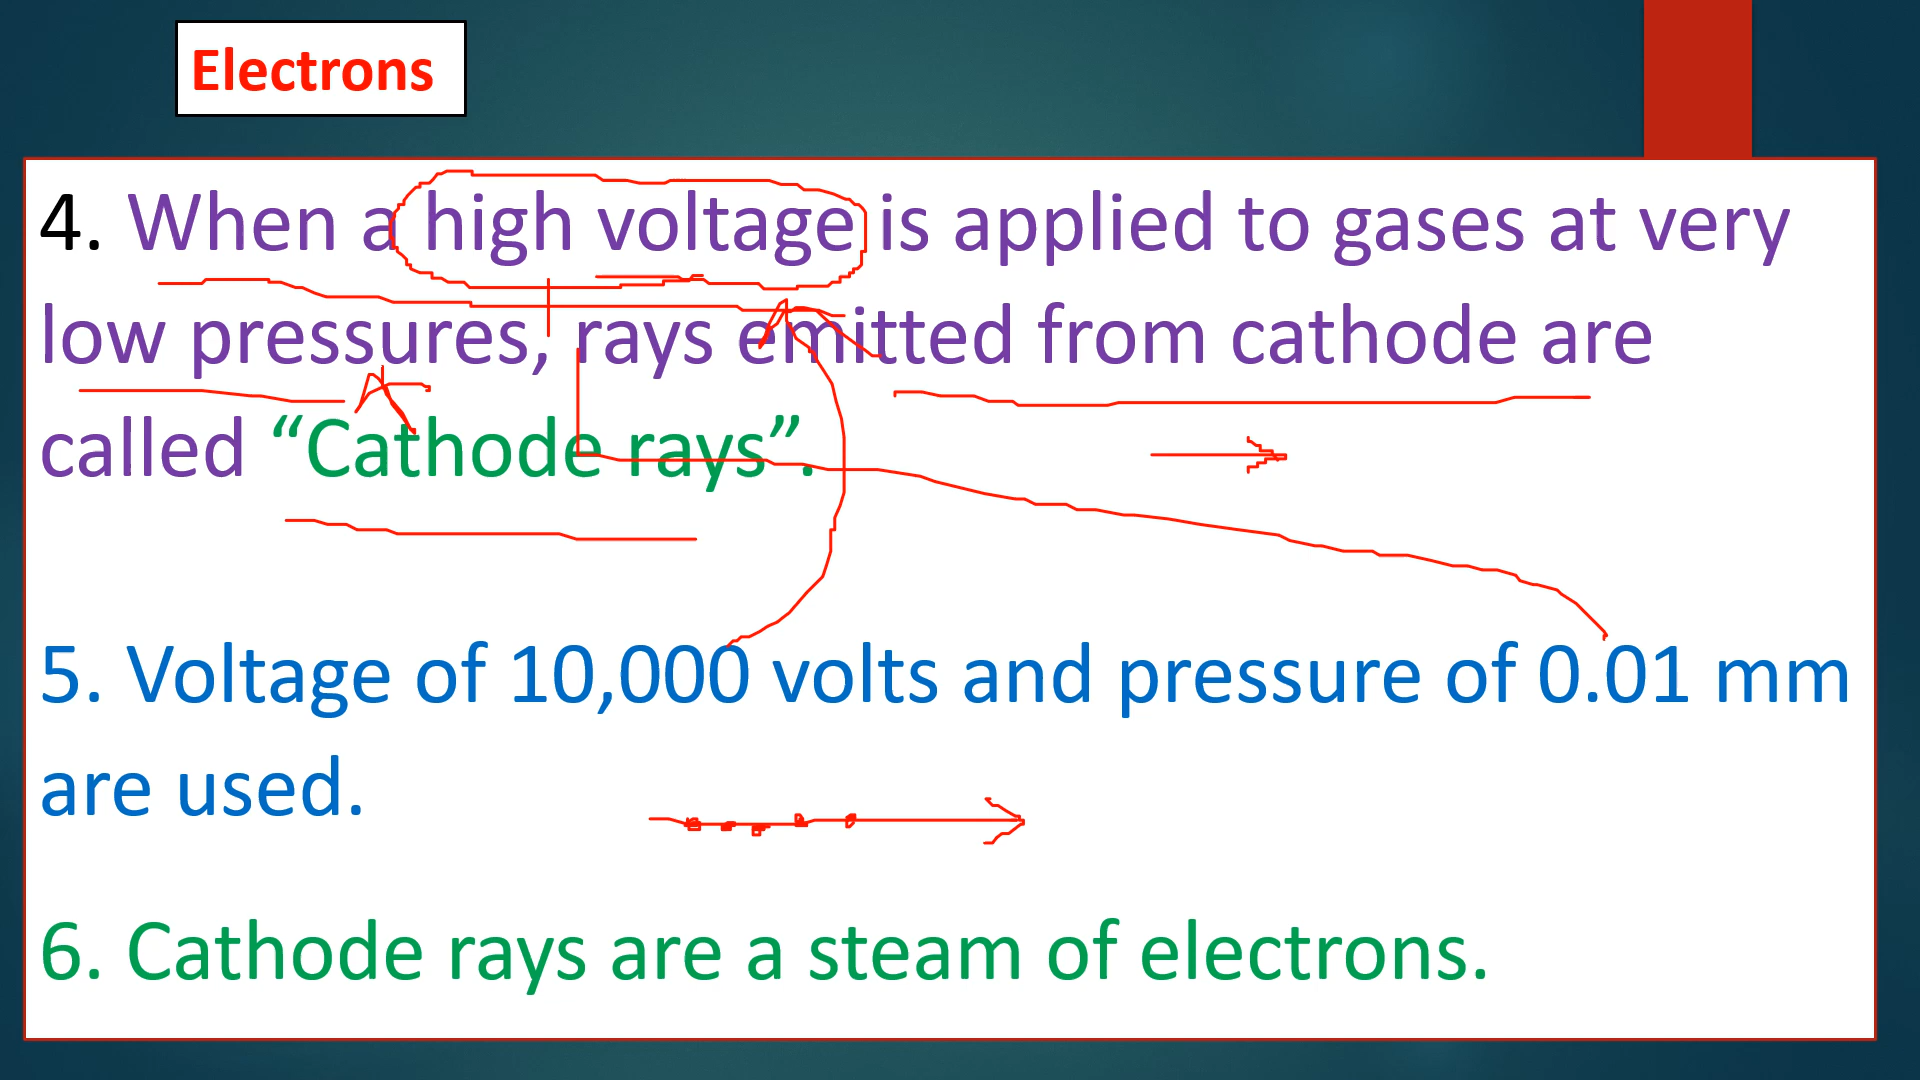 Electrons
4. When a high voltage is applied to gases at very
low pressures, rays emitted from cathode are
called “Cathode rays”.
5. Voltage of 10,000 volts and pressure of 0.01 mm
are used.
6. Cathode rays are a steam of electrons.